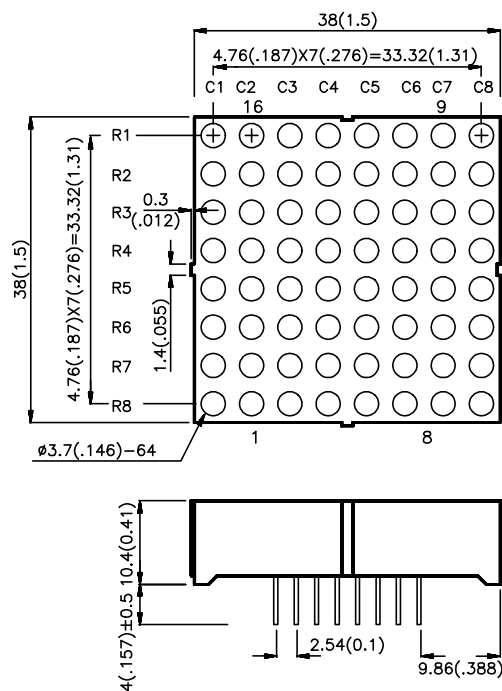 38(1.5)
4.76(.187)X7(.276)=33.32(1.31)
C1 C2 C3 C4 C5 C6 C7 C8
16 9
R1
R2
R3
R4
R5
R6
R7
R8
0.3
(.012)
38(1.5)
4.76(.187)X7(.276)=33.32(1.31)
1.4(.055)
ø3.7(.146)-64
1 8
10.4(0.41)
4(.157)±0.5
2.54(0.1)
9.86(.388)